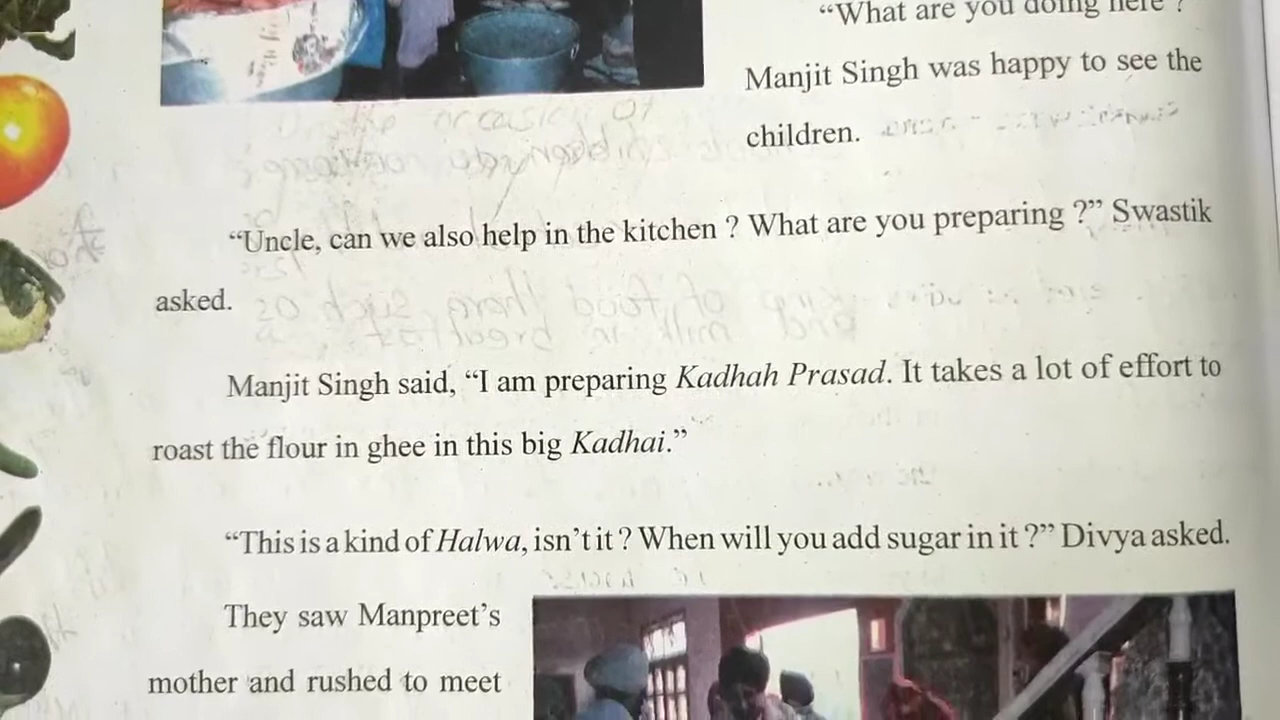 “What are you doing here ?
Manjit Singh was happy to see the
children.
“Uncle, can we also help in the kitchen ? What are you preparing ?” Swastik
asked.
Manjit Singh said, “I am preparing Kadhah Prasad. It takes a lot of effort to
roast the flour in ghee in this big Kadhai.”
“This is a kind of Halwa, isn’t it ? When will you add sugar in it ?” Divya asked.
They saw Manpreet’s
mother and rushed to meet